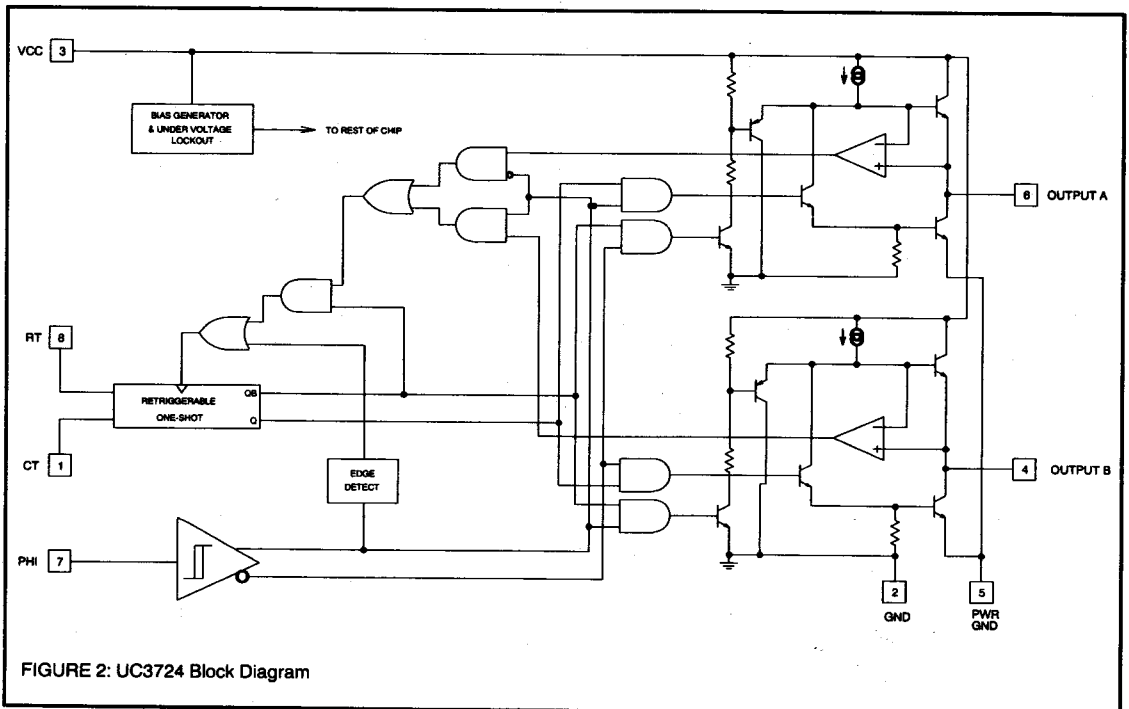 VCC 3
BIAS GENERATOR
& UNDER VOLTAGE
LOCKOUT
TO REST OF CHIP
- +
6 OUTPUT A
RT 8
RETRIGGERABLE
ONE-SHOT
QB
Q
CT 1
EDGE
DETECT
- +
4 OUTPUT B
PHI 7
2
GND
5
PWR
GND
FIGURE 2: UC3724 Block Diagram